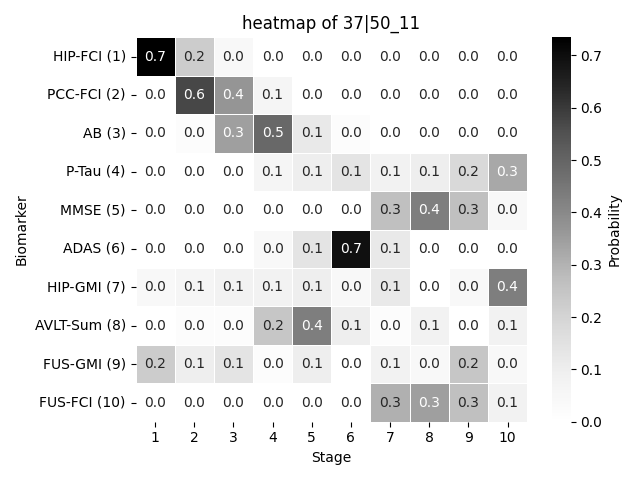 heatmap of 37|50_11
HIP-FCI (1) 0.7 0.2 0.0 0.0 0.0 0.0 0.0 0.0 0.0 0.0
PCC-FCI (2) 0.0 0.6 0.4 0.1 0.0 0.0 0.0 0.0 0.0 0.0
AB (3) 0.0 0.0 0.3 0.5 0.1 0.0 0.0 0.0 0.0 0.0
P-Tau (4) 0.0 0.0 0.0 0.1 0.1 0.1 0.1 0.1 0.2 0.3
MMSE (5) 0.0 0.0 0.0 0.0 0.0 0.0 0.3 0.4 0.3 0.0
ADAS (6) 0.0 0.0 0.0 0.0 0.1 0.7 0.1 0.0 0.0 0.0
HIP-GMI (7) 0.0 0.1 0.1 0.1 0.1 0.0 0.1 0.0 0.0 0.4
AVLT-Sum (8) 0.0 0.0 0.0 0.2 0.4 0.1 0.0 0.1 0.0 0.1
FUS-GMI (9) 0.2 0.1 0.1 0.0 0.1 0.0 0.1 0.0 0.2 0.0
FUS-FCI (10) 0.0 0.0 0.0 0.0 0.0 0.0 0.3 0.3 0.3 0.1
1 2 3 4 5 6 7 8 9 10
Stage
Biomarker
0.7
0.6
0.5
0.4
0.3
0.2
0.1
0.0
Probability